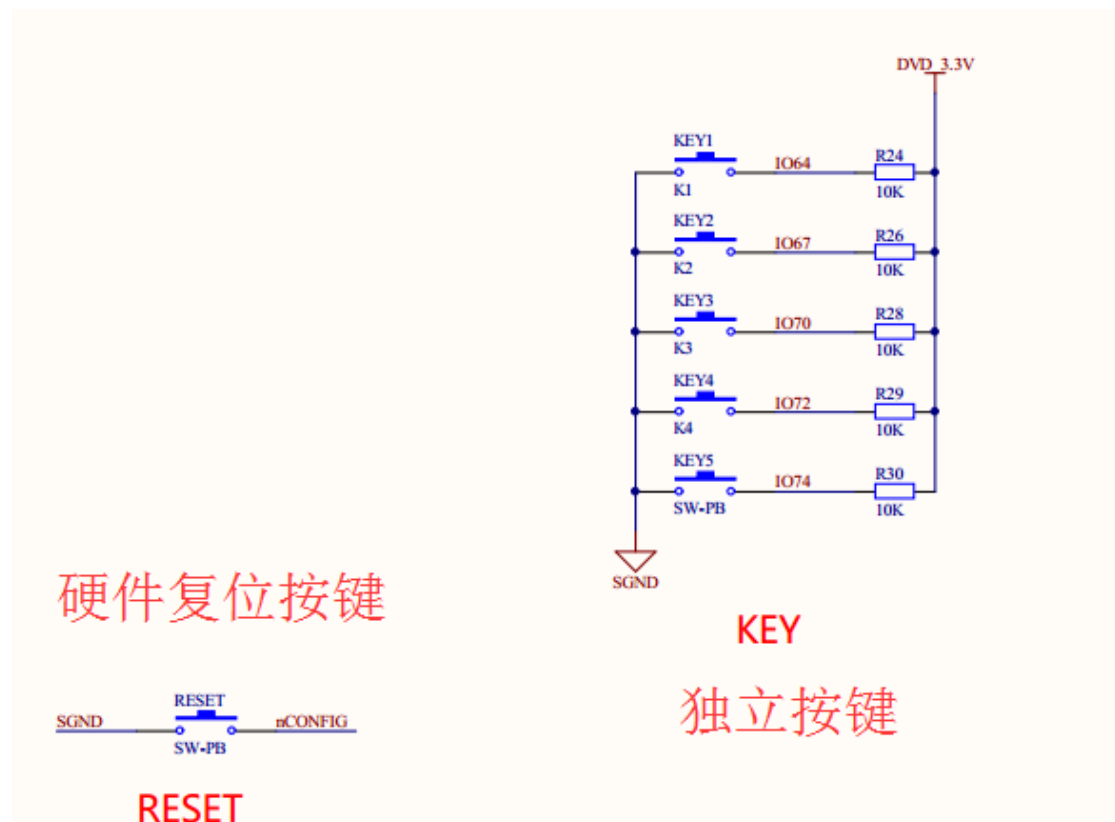 DVD_3.3V
KEY1
IO64
R24
K1
10K
KEY2
IO67
R26
K2
10K
KEY3
IO70
R28
K3
10K
KEY4
IO72
R29
K4
10K
KEY5
IO74
R30
SW-PB
10K
SGND
硬件复位按键
KEY
独立按键
RESET
SGND
nCONFIG
SW-PB
RESET